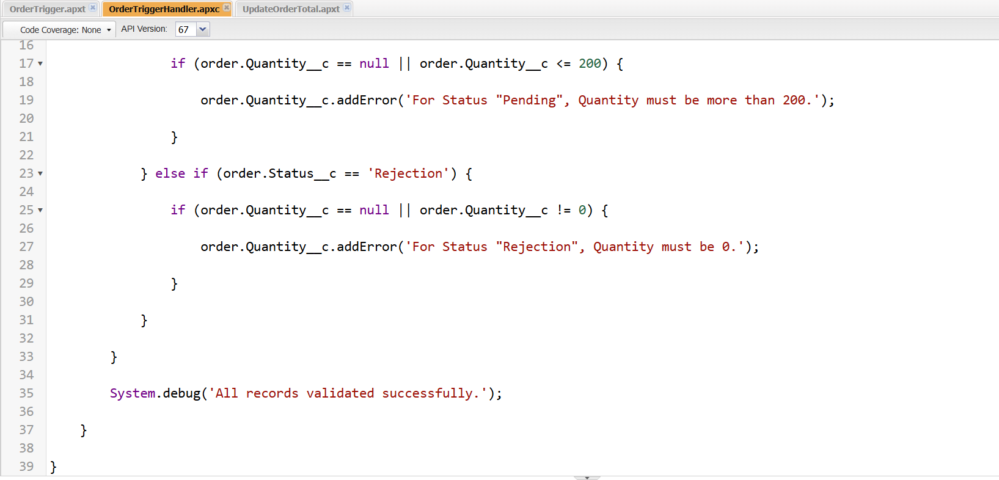 OrderTrigger.apxt OrderTriggerHandler.apxc UpdateOrderTotal.apxt
Code Coverage: None API Version: 67
16
17 if (order.Quantity__c == null || order.Quantity__c <= 200) {
18
19 order.Quantity__c.addError('For Status "Pending", Quantity must be more than 200.');
20
21 }
22
23 } else if (order.Status__c == 'Rejection') {
24
25 if (order.Quantity__c == null || order.Quantity__c != 0) {
26
27 order.Quantity__c.addError('For Status "Rejection", Quantity must be 0.');
28
29 }
30
31 }
32
33 }
34
35 System.debug('All records validated successfully.');
36
37 }
38
39 }